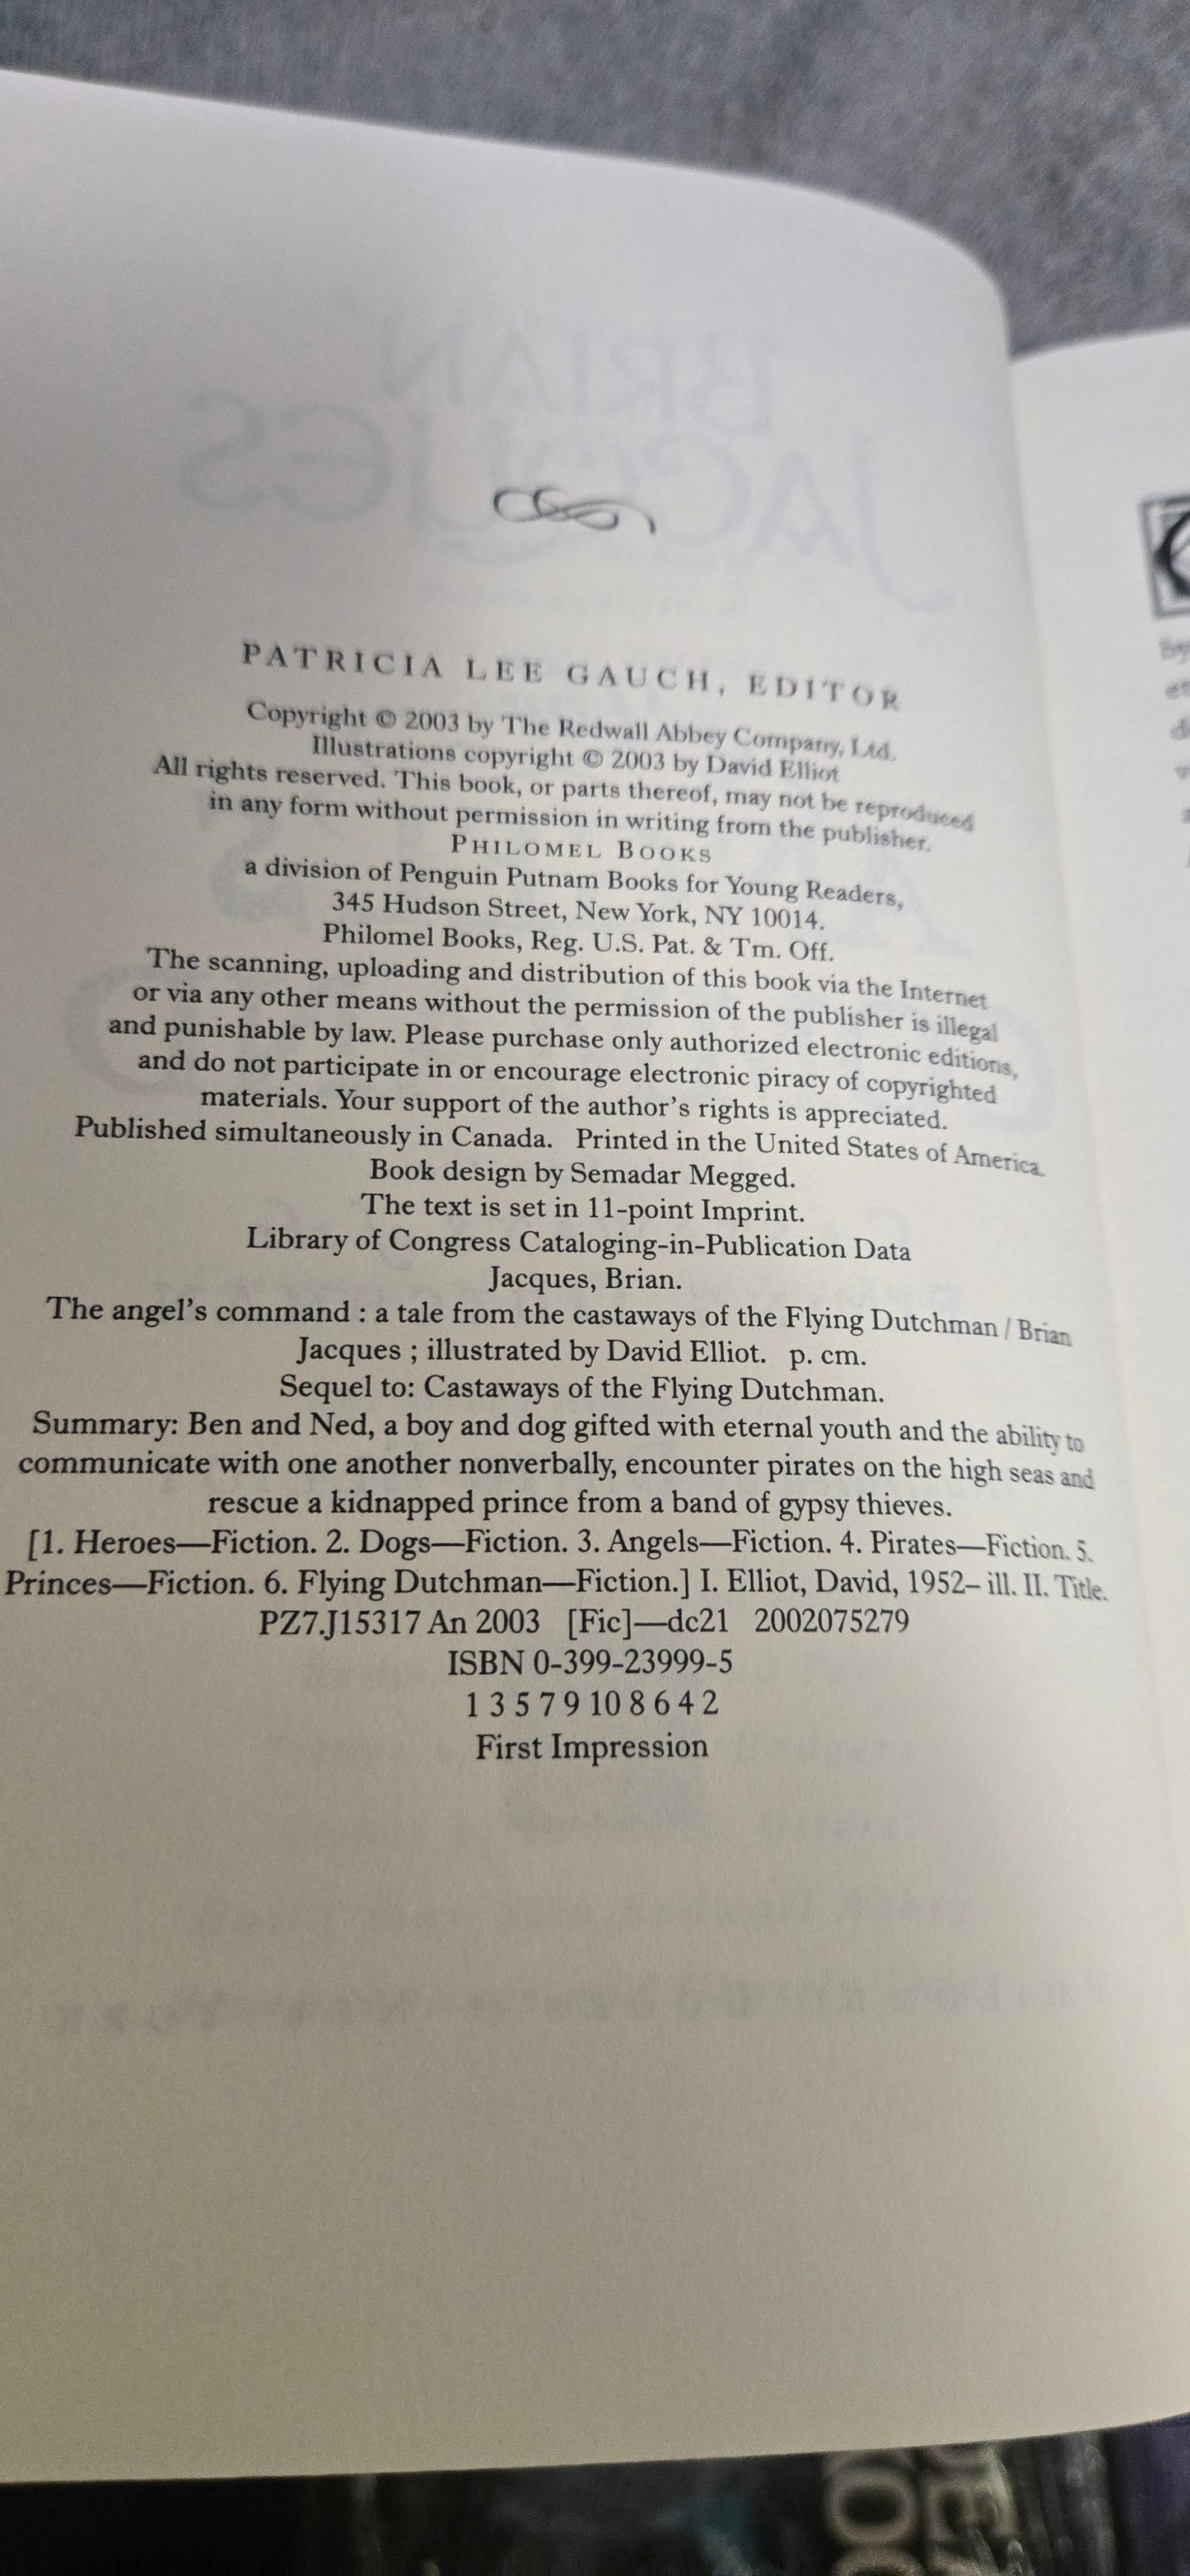 PATRICIA LEE GAUCH, EDITOR
Copyright © 2003 by The Redwall Abbey Company, Ltd.
Illustrations copyright © 2003 by David Elliot
All rights reserved. This book, or parts thereof, may not be reproduced
in any form without permission in writing from the publisher.
PHILOMEL BOOKS
a division of Penguin Putnam Books for Young Readers,
345 Hudson Street, New York, NY 10014.
Philomel Books, Reg. U.S. Pat. & Tm. Off.
The scanning, uploading and distribution of this book via the Internet
or via any other means without the permission of the publisher is illegal
and punishable by law. Please purchase only authorized electronic editions,
and do not participate in or encourage electronic piracy of copyrighted
materials. Your support of the author's rights is appreciated.
Published simultaneously in Canada. Printed in the United States of America.
Book design by Semadar Megged.
The text is set in 11-point Imprint.
Library of Congress Cataloging-in-Publication Data
Jacques, Brian.
The angel's command : a tale from the castaways of the Flying Dutchman / Brian
Jacques ; illustrated by David Elliot. p. cm.
Sequel to: Castaways of the Flying Dutchman.
Summary: Ben and Ned, a boy and dog gifted with eternal youth and the ability to
communicate with one another nonverbally, encounter pirates on the high seas and
rescue a kidnapped prince from a band of gypsy thieves.
[1. Heroes—Fiction. 2. Dogs—Fiction. 3. Angels—Fiction. 4. Pirates—Fiction. 5.
Princes—Fiction. 6. Flying Dutchman—Fiction.] I. Elliot, David, 1952– ill. II. Title.
PZ7.J15317 An 2003 [Fic]—dc21 2002075279
ISBN 0-399-23999-5
1 3 5 7 9 10 8 6 4 2
First Impression